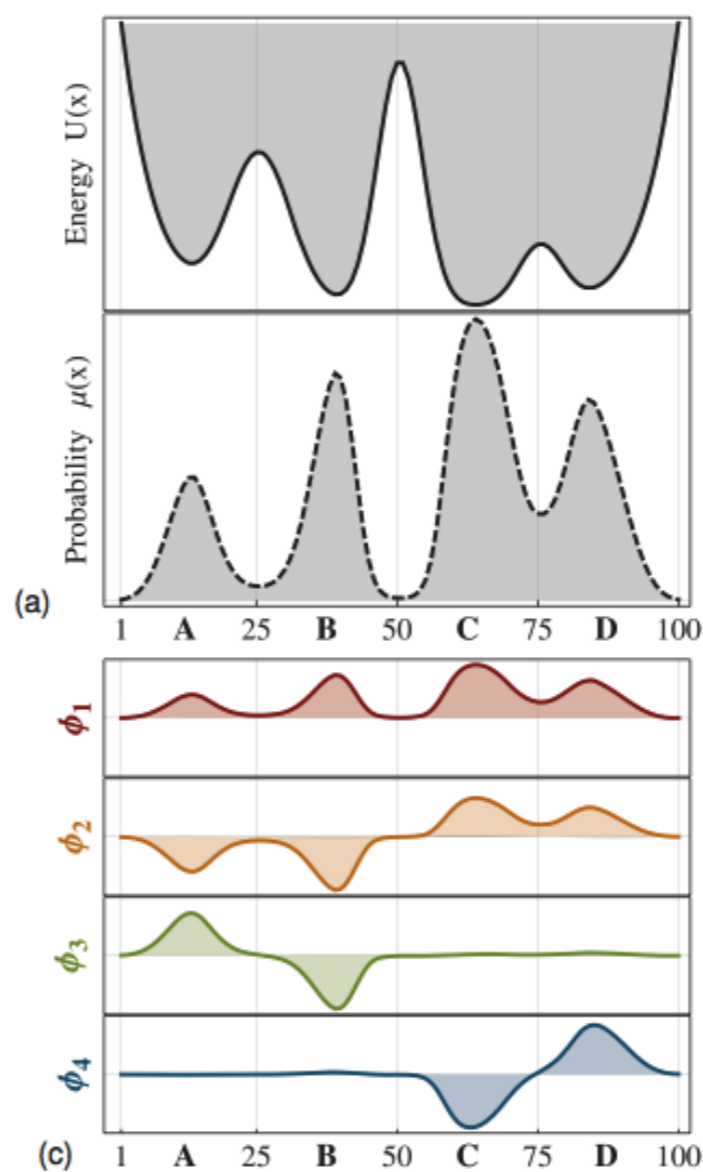 Energy U(x)
Probability μ(x)
(a)
1 A 25 B 50 C 75 D 100
ϕ1
ϕ2
ϕ3
ϕ4
(c)
1 A 25 B 50 C 75 D 100